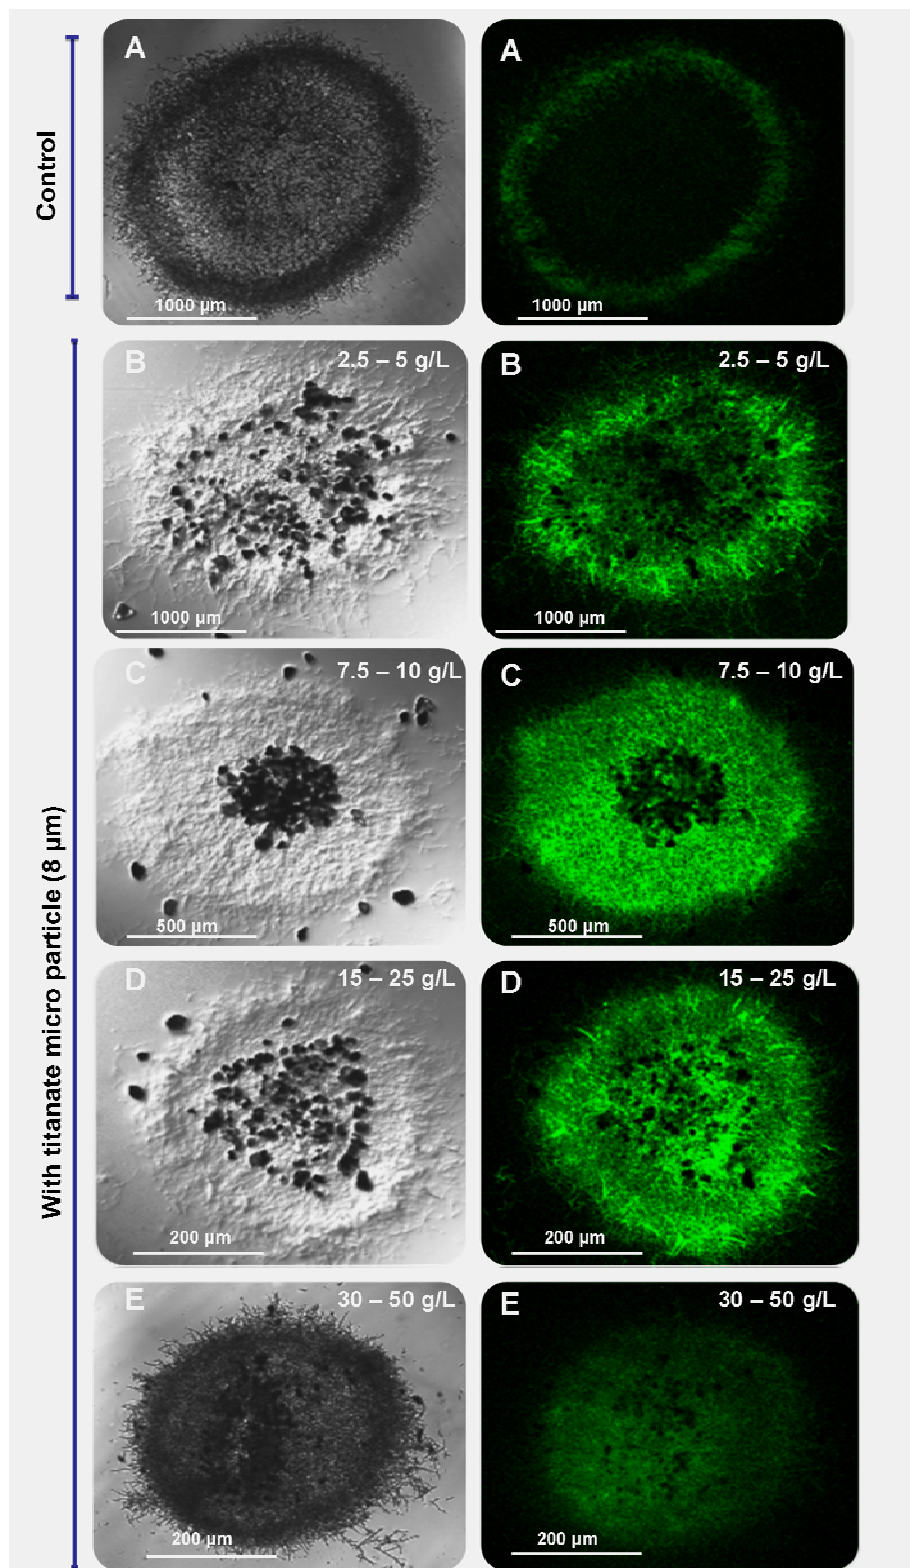 Control
A
1000 µm
A
1000 µm
With titanate micro particle (8 µm)
B
2.5 – 5 g/L
1000 µm
B
2.5 – 5 g/L
1000 µm
C
7.5 – 10 g/L
500 µm
C
7.5 – 10 g/L
500 µm
D
15 – 25 g/L
200 µm
D
15 – 25 g/L
200 µm
E
30 – 50 g/L
200 µm
E
30 – 50 g/L
200 µm